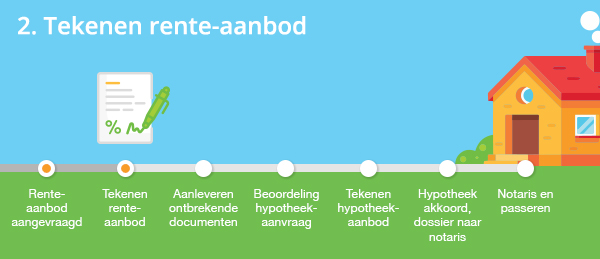 2. Tekenen rente-aanbod
%
Rente-
aanbod
aangevraagd
Tekenen
rente-
aanbod
Aanleveren
ontbrekende
documenten
Beoordeling
hypotheek-
aanvraag
Tekenen
hypotheek-
aanbod
Hypotheek
akkoord,
dossier naar
notaris
Notaris en
passeren